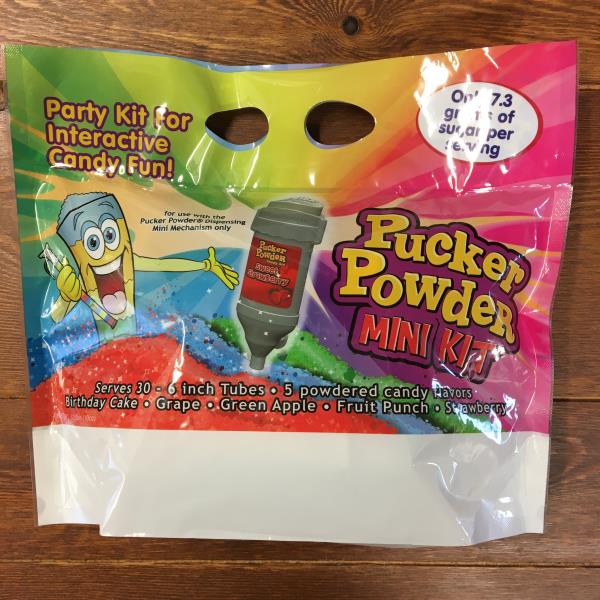 Party Kit For
Interactive
Candy Fun!
Only 7.3
grams of
sugar per
serving
for use with the
Pucker Powder® Dispensing
Mini Mechanism only
Pucker
Powder
Sweet
Strawberry
Pucker
Powder
MINI KIT
Serves 30 - 6 inch Tubes • 5 powdered candy flavors
Birthday Cake • Grape • Green Apple • Fruit Punch • Strawberry